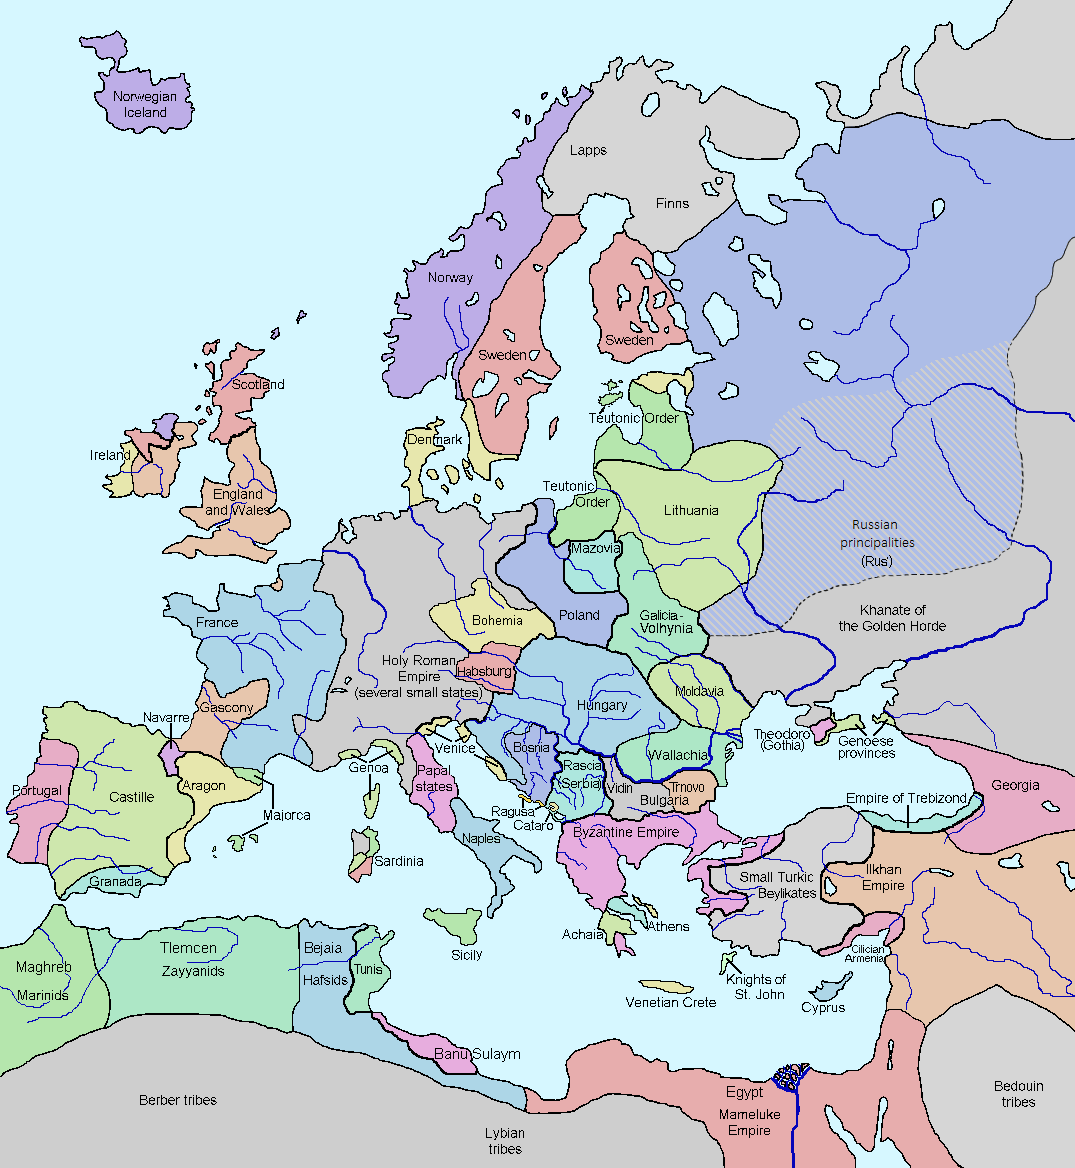 Norwegian
Iceland
Lapps
Finns
Norway
Sweden
Sweden
Scotland
Ireland
England
and Wales
Denmark
Teutonic Order
Teutonic
Order
Lithuania
Mazovia
Poland
Galicia-
Volhynia
Russian
principalities
(Rus')
Khanate of
the Golden Horde
France
Bohemia
Holy Roman
Empire
(several small states)
Habsburg
Gascony
Hungary
Moldavia
Navarre
Venice
Bosnia
Wallachia
Theodoro
(Gothia)
Genoese
provinces
Genoa
Papal
states
Rascia
(Serbia)
Vidin
Bulgaria
Trnovo
Portugal
Castille
Aragon
Majorca
Empire of Trebizond
Georgia
Ragusa
Cataro
Naples
Byzantine Empire
Sardinia
Granada
Small Turkic
Beylikates
Ilkhan
Empire
Achaia
Athens
Sicily
Cilician
Armenia
Knights of
St. John
Venetian Crete
Cyprus
Maghreb
Marinids
Tlemcen
Zayyanids
Bejaia
Hafsids
Tunis
Banu Sulaym
Berber tribes
Lybian
tribes
Egypt
Mameluke
Empire
Bedouin
tribes